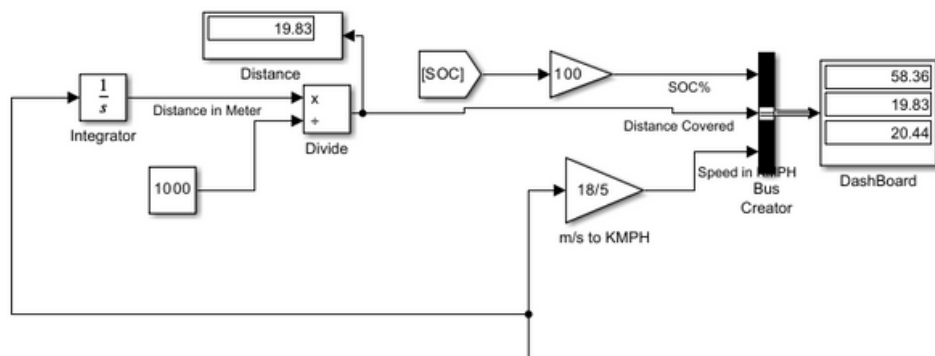 19.83
Distance
1
s
Integrator
Distance in Meter
x
÷
Divide
1000
[SOC]
100
SOC%
Distance Covered
18/5
m/s to KMPH
Speed in KMPH
Bus
Creator
58.36
19.83
20.44
DashBoard